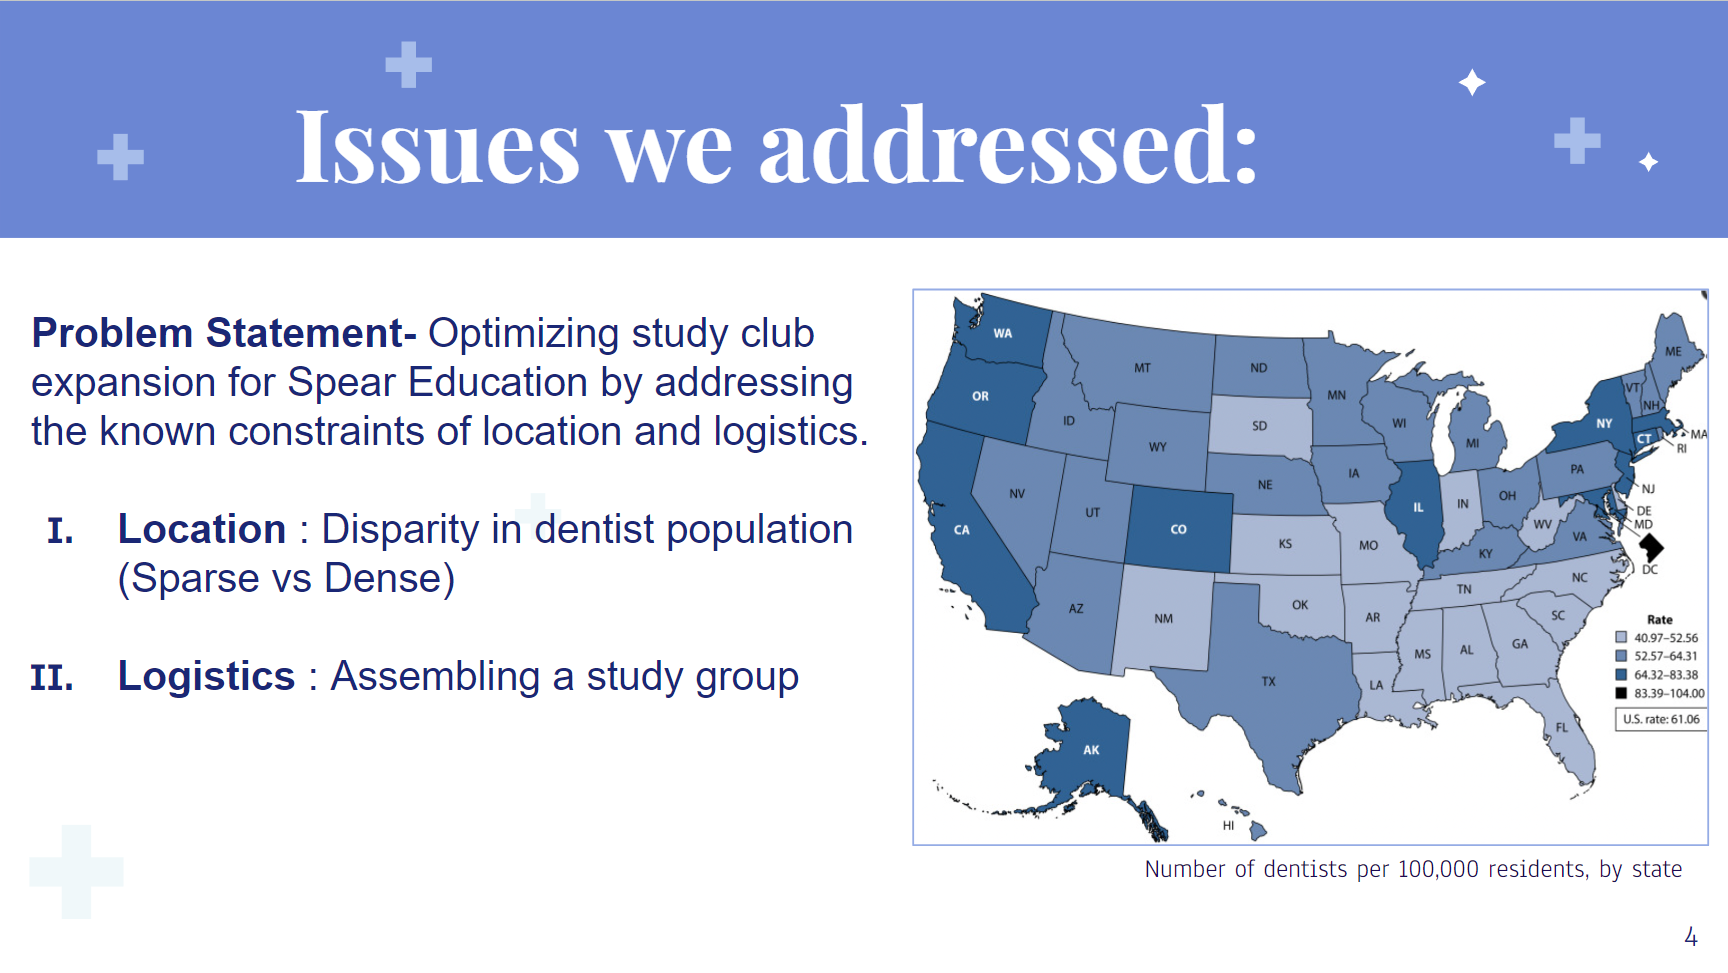 Issues we addressed:
Problem Statement- Optimizing study club
expansion for Spear Education by addressing
the known constraints of location and logistics.
I. Location : Disparity in dentist population
(Sparse vs Dense)
II. Logistics : Assembling a study group
WA
OR
CA
ID
NV
MT
WY
UT
AZ
CO
NM
ND
SD
NE
KS
OK
TX
MN
IA
MO
AR
LA
WI
IL
MI
IN
OH
KY
TN
MS
AL
GA
FL
SC
NC
VA
WV
PA
NY
VT
NH
ME
MA
CT
RI
NJ
DE
MD
DC
AK
HI
Rate
40.97–52.56
52.57–64.31
64.32–83.38
83.39–104.00
U.S. rate: 61.06
Number of dentists per 100,000 residents, by state
4